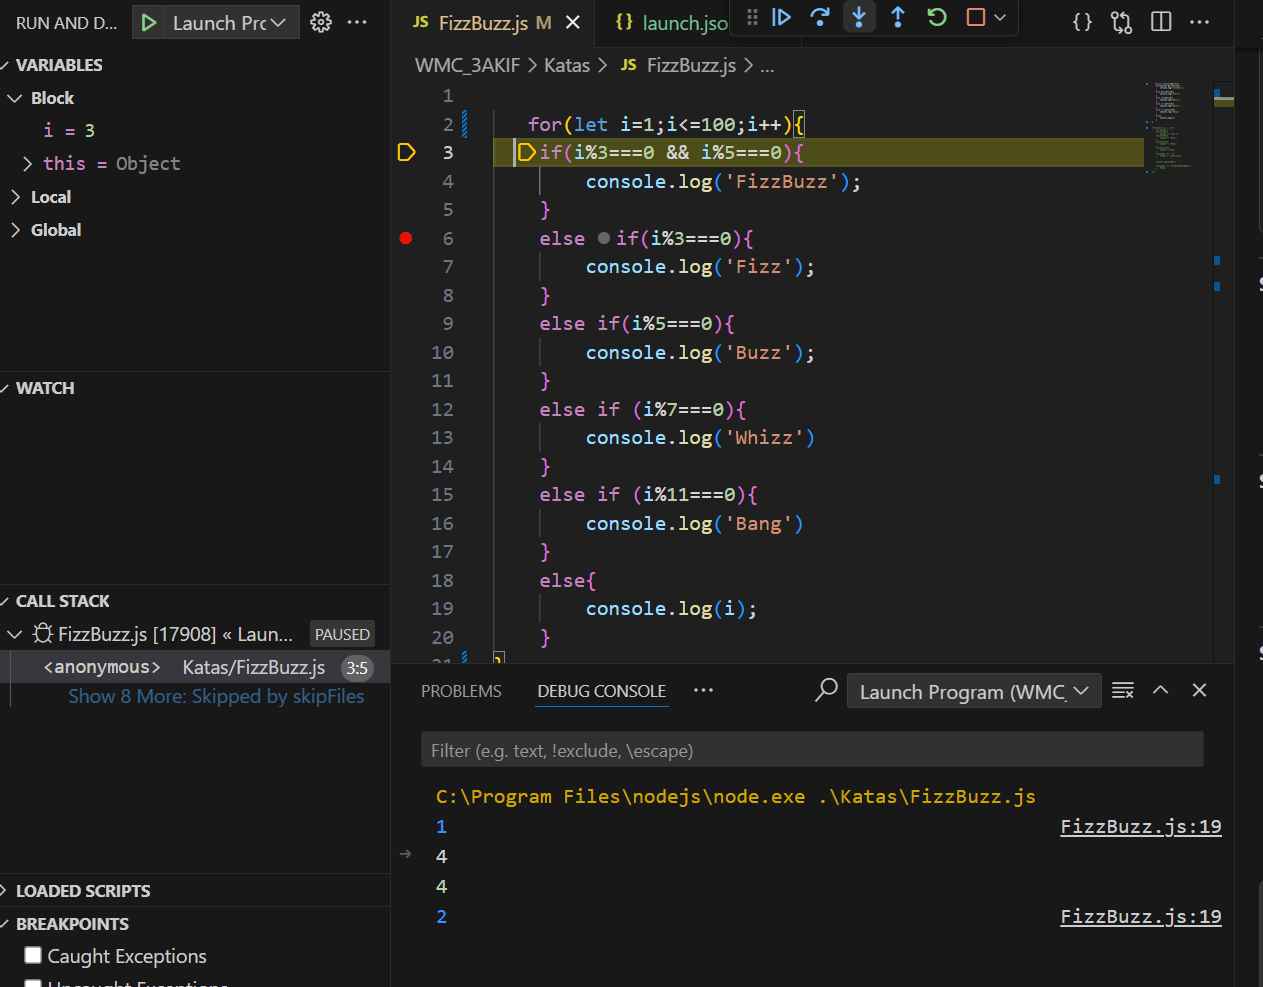 RUN AND D... Launch Prc
VARIABLES
Block
i = 3
this = Object
Local
Global
WATCH
CALL STACK
FizzBuzz.js [17908] « Laun... PAUSED
<anonymous> Katas/FizzBuzz.js 3:5
Show 8 More: Skipped by skipFiles
LOADED SCRIPTS
BREAKPOINTS
Caught Exceptions
Uncaught Exceptions
JS FizzBuzz.js M {} launch.jso
WMC_3AKIF > Katas > JS FizzBuzz.js > ...
1
2 for(let i=1;i<=100;i++){
3 if(i%3===0 && i%5===0){
4 console.log('FizzBuzz');
5 }
6 else if(i%3===0){
7 console.log('Fizz');
8 }
9 else if(i%5===0){
10 console.log('Buzz');
11 }
12 else if (i%7===0){
13 console.log('Whizz')
14 }
15 else if (i%11===0){
16 console.log('Bang')
17 }
18 else{
19 console.log(i);
20 }
21 }
PROBLEMS DEBUG CONSOLE ... Launch Program (WMC_
Filter (e.g. text, !exclude, \escape)
C:\Program Files\nodejs\node.exe .\Katas\FizzBuzz.js
1 FizzBuzz.js:19
4
4
2 FizzBuzz.js:19